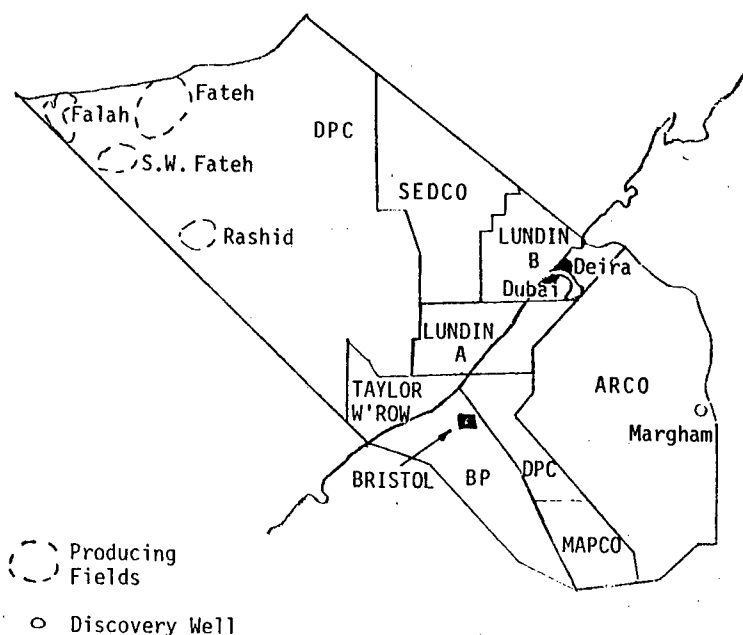 Fateh
Falah
DPC
S.W. Fateh
SEDCO
Rashid
LUNDIN
B
Deira
Dubai
LUNDIN
A
TAYLOR
W'ROW
ARCO
Margham
BRISTOL
BP
DPC
MAPCO
Producing
Fields
Discovery Well